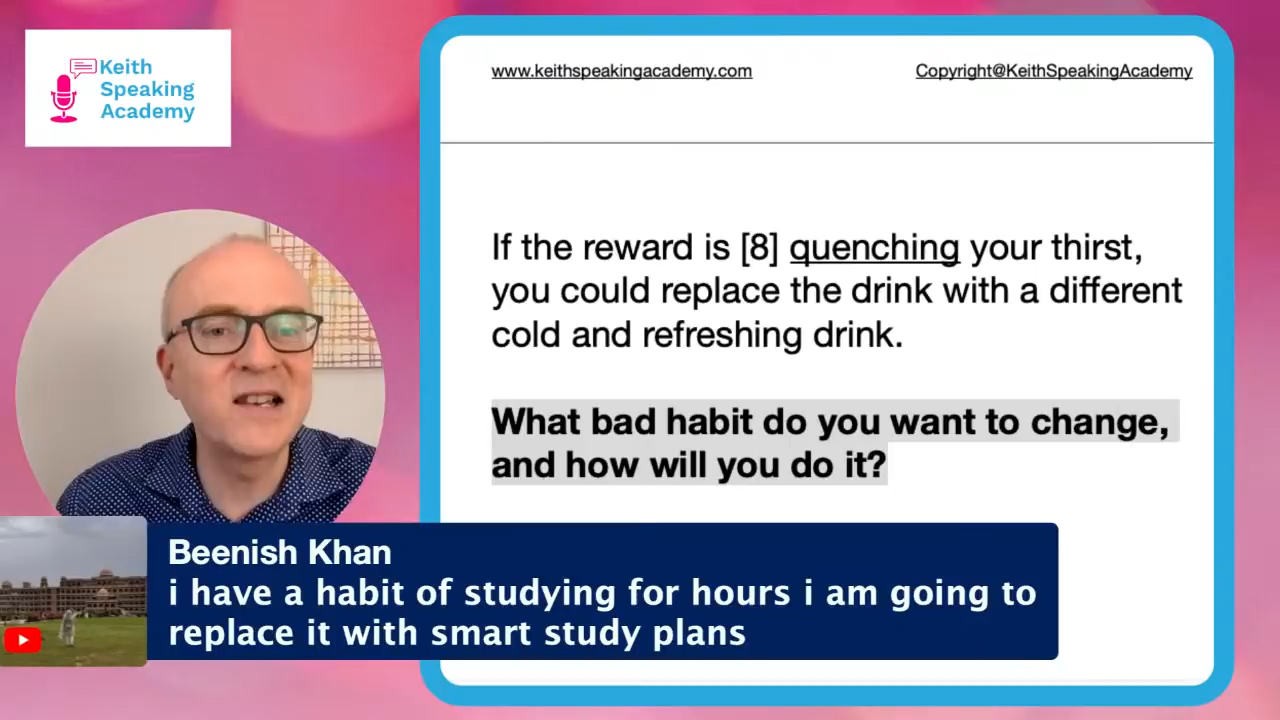 Keith
Speaking
Academy
www.keithspeakingacademy.com
Copyright@KeithSpeakingAcademy
If the reward is [8] quenching your thirst,
you could replace the drink with a different
cold and refreshing drink.
What bad habit do you want to change,
and how will you do it?
Beenish Khan
i have a habit of studying for hours i am going to
replace it with smart study plans